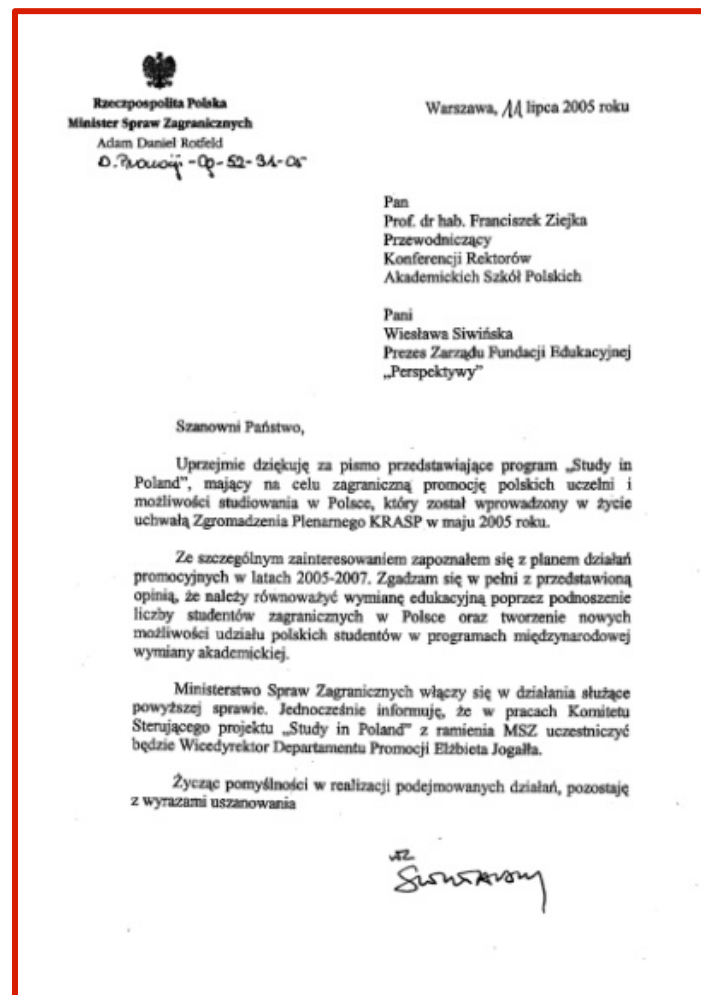 Rzeczpospolita Polska
Minister Spraw Zagranicznych
Adam Daniel Rotfeld
D. Promocji - Op - 52 - 31 - 05
Warszawa, 11 lipca 2005 roku
Pan
Prof. dr hab. Franciszek Ziejka
Przewodniczący
Konferencji Rektorów
Akademickich Szkół Polskich
Pani
Wiesława Siwińska
Prezes Zarządu Fundacji Edukacyjnej
„Perspektywy”
Szanowni Państwo,
Uprzejmie dziękuję za pismo przedstawiające program „Study in
Poland”, mający na celu zagraniczną promocję polskich uczelni i
możliwości studiowania w Polsce, który został wprowadzony w życie
uchwałą Zgromadzenia Plenarnego KRASP w maju 2005 roku.
Ze szczególnym zainteresowaniem zapoznałem się z planem działań
promocyjnych w latach 2005-2007. Zgadzam się w pełni z przedstawioną
opinią, że należy równoważyć wymianę edukacyjną poprzez podnoszenie
liczby studentów zagranicznych w Polsce oraz tworzenie nowych
możliwości udziału polskich studentów w programach międzynarodowej
wymiany akademickiej.
Ministerstwo Spraw Zagranicznych włączy się w działania służące
powyższej sprawie. Jednocześnie informuję, że w pracach Komitetu
Sterującego projektu „Study in Poland” z ramienia MSZ uczestniczyć
będzie Wicedyrektor Departamentu Promocji Elżbieta Jogałła.
Życząc pomyślności w realizacji podejmowanych działań, pozostaję
z wyrazami uszanowania
wz